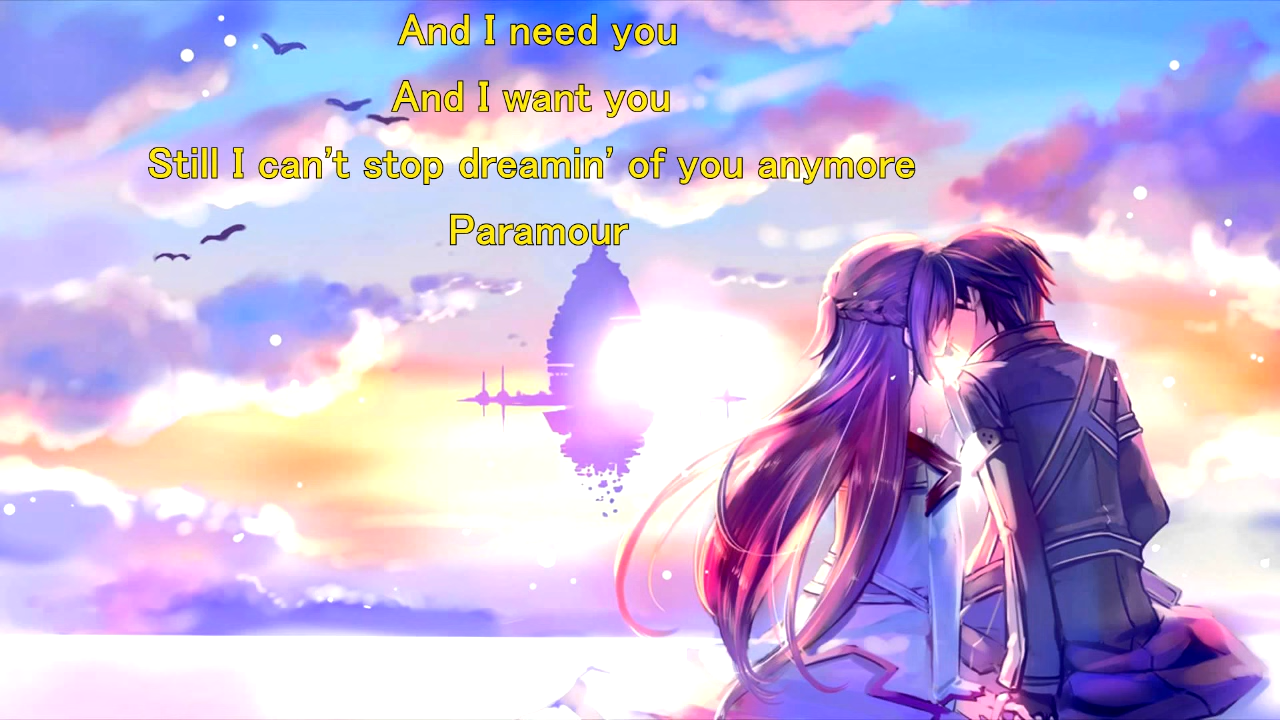 And I need you
And I want you
Still I can't stop dreamin' of you anymore
Paramour